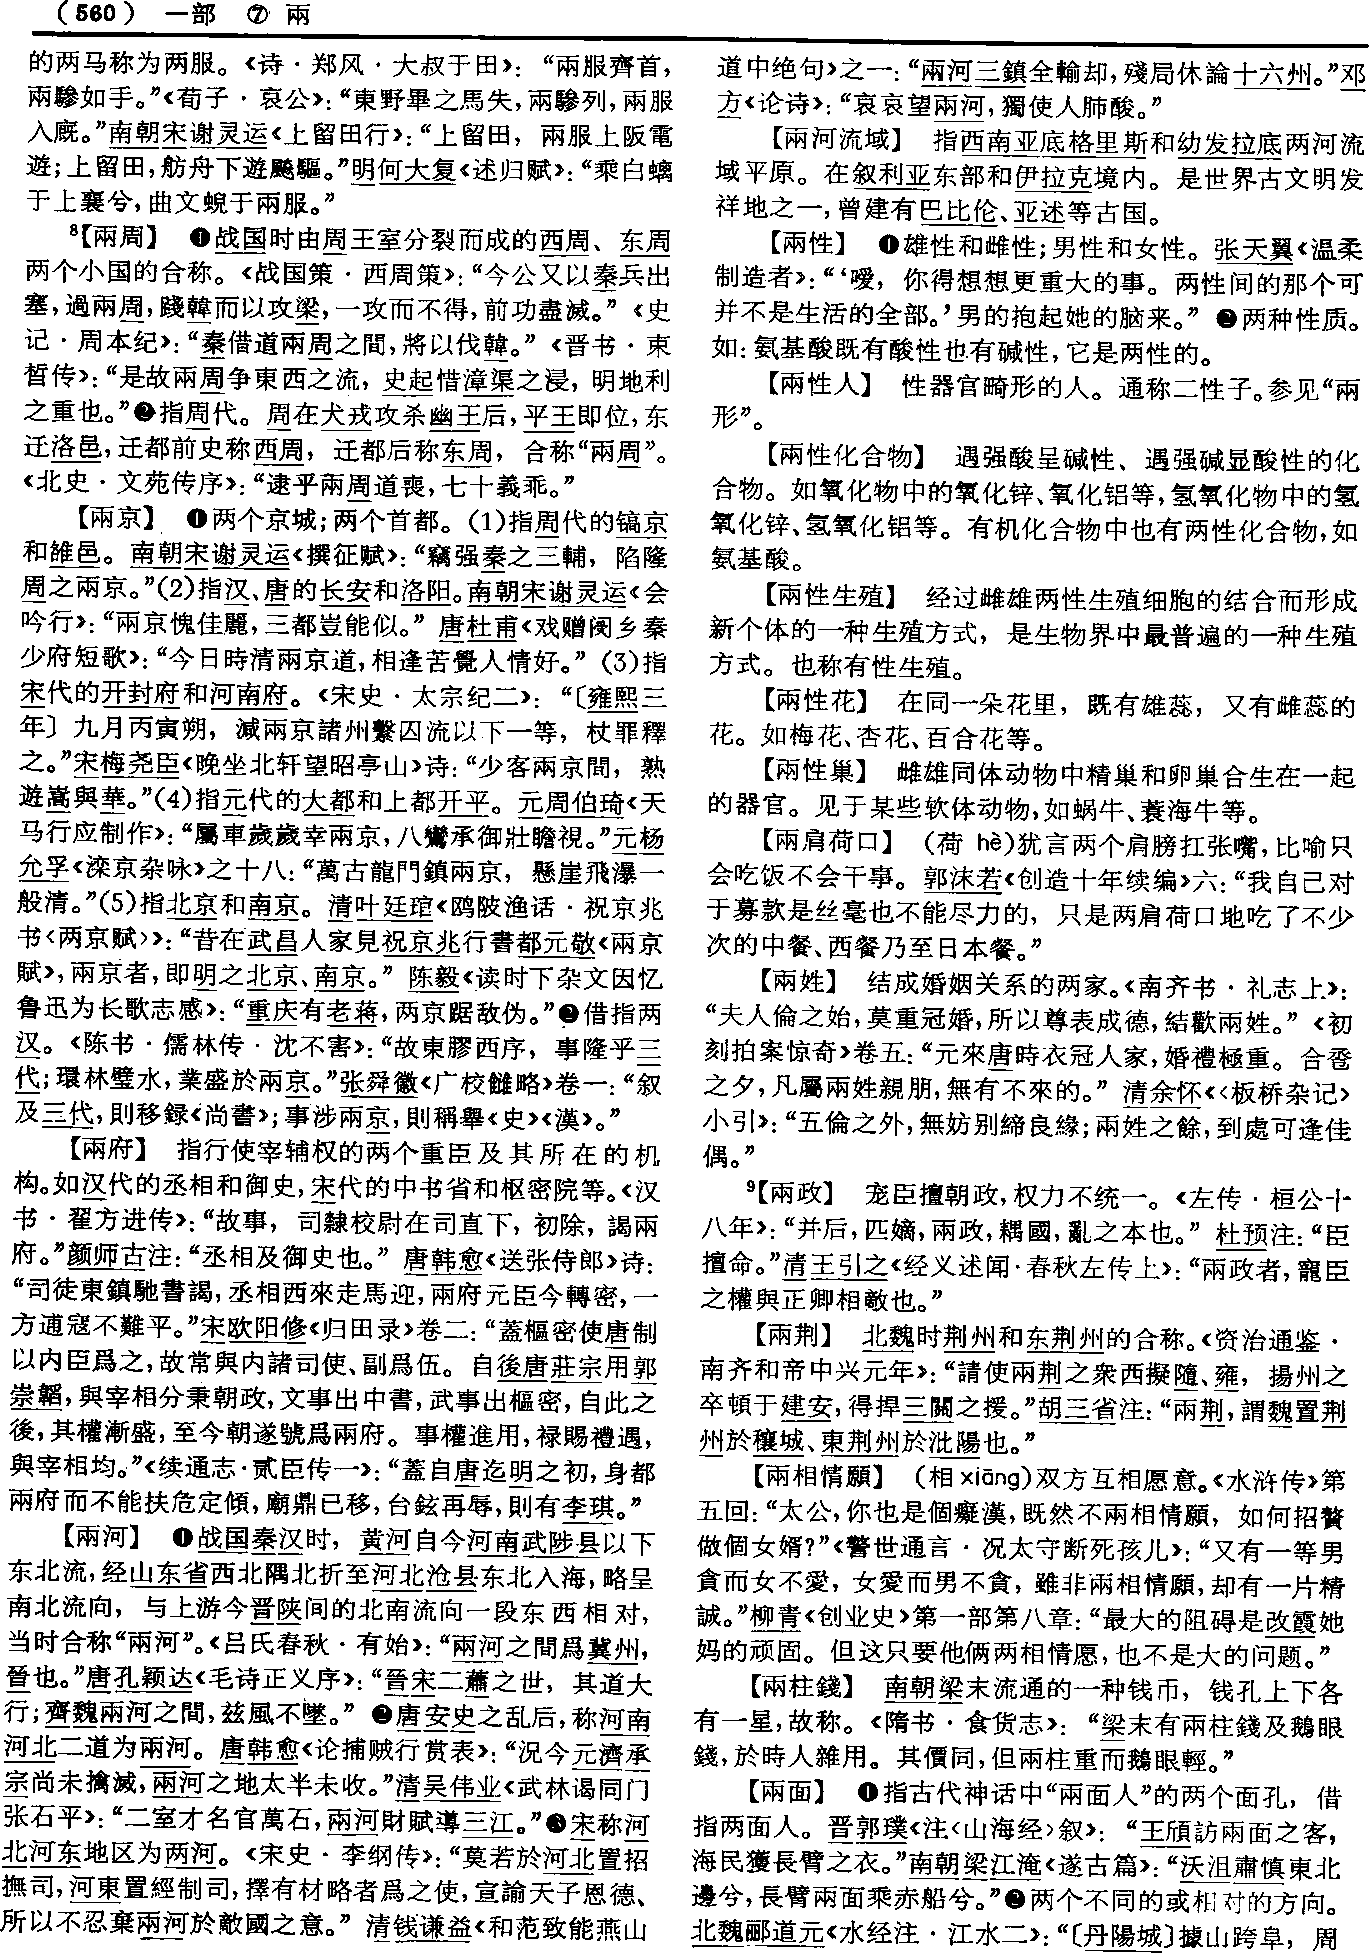 （560） 一部 ⑦ 兩
的两马称为两服。《诗·郑风·大叔于田》：“兩服齊首，
兩驂如手。”《荀子·哀公》：“東野畢之馬失，兩驂列，兩服
入廐。”南朝宋谢灵运《上留田行》：“上留田，兩服上阪電
遊；上留田，舫舟下遊飈驅。”明何大复《述归赋》：“乘白螭
于上襄兮，曲文蜺于兩服。”
⁸【兩周】 ❶战国时由周王室分裂而成的西周、东周
两个小国的合称。《战国策·西周策》：“今公又以秦兵出
塞，過兩周，踐韓而以攻梁，一攻而不得，前功盡滅。”《史
记·周本纪》：“秦借道兩周之間，將以伐韓。”《晋书·束
皙传》：“是故兩周争東西之流，史起惜漳渠之浸，明地利
之重也。”❷指周代。周在犬戎攻杀幽王后，平王即位，东
迁洛邑，迁都前史称西周，迁都后称东周，合称“兩周”。
《北史·文苑传序》：“逮乎兩周道喪，七十義乖。”
【兩京】 ❶两个京城；两个首都。(1)指周代的镐京
和雒邑。南朝宋谢灵运《撰征赋》：“竊强秦之三輔，陷隆
周之兩京。”(2)指汉、唐的长安和洛阳。南朝宋谢灵运《会
吟行》：“兩京愧佳麗，三都豈能似。”唐杜甫《戏赠阌乡秦
少府短歌》：“今日時清兩京道，相逢苦覺人情好。”(3)指
宋代的开封府和河南府。《宋史·太宗纪二》：“〔雍熙三
年〕九月丙寅朔，減兩京諸州繫囚流以下一等，杖罪釋
之。”宋梅尧臣《晚坐北轩望昭亭山》诗：“少客兩京間，熟
遊嵩與華。”(4)指元代的大都和上都开平。元周伯琦《天
马行应制作》：“屬車歲歲幸兩京，八鸞承御壯瞻視。”元杨
允孚《滦京杂咏》之十八：“萬古龍門鎮兩京，懸崖飛瀑一
般清。”(5)指北京和南京。清叶廷琯《鸥陂渔话·祝京兆
书〈两京赋〉》：“昔在武昌人家見祝京兆行書都元敬《兩京
賦》，兩京者，即明之北京、南京。”陈毅《读时下杂文因忆
鲁迅为长歌志感》：“重庆有老蒋，两京踞敌伪。”❷借指两
汉。《陈书·儒林传·沈不害》：“故東膠西序，事隆乎三
代；環林璧水，業盛於兩京。”张舜徽《广校雠略》卷一：“叙
及三代，則移録《尚書》；事涉兩京，則稱舉《史》《漢》。”
【兩府】 指行使宰辅权的两个重臣及其所在的机
构。如汉代的丞相和御史，宋代的中书省和枢密院等。《汉
书·翟方进传》：“故事，司隸校尉在司直下，初除，謁兩
府。”颜师古注：“丞相及御史也。”唐韩愈《送张侍郎》诗：
“司徒東鎮馳書謁，丞相西來走馬迎，兩府元臣今轉密，一
方逋寇不難平。”宋欧阳修《归田录》卷二：“蓋樞密使唐制
以内臣爲之，故常與内諸司使、副爲伍。自後唐莊宗用郭
崇韜，與宰相分秉朝政，文事出中書，武事出樞密，自此之
後，其權漸盛，至今朝遂號爲兩府。事權進用，禄賜禮遇，
與宰相均。”《续通志·贰臣传一》：“蓋自唐迄明之初，身都
兩府而不能扶危定傾，廟鼎已移，台鉉再辱，則有李琪。”
【兩河】 ❶战国秦汉时，黄河自今河南武陟县以下
东北流，经山东省西北隅北折至河北沧县东北入海，略呈
南北流向，与上游今晋陕间的北南流向一段东西相对，
当时合称“兩河”。《吕氏春秋·有始》：“兩河之間爲冀州，
晉也。”唐孔颖达《毛诗正义序》：“晉宋二蕭之世，其道大
行；齊魏兩河之間，兹風不墜。”❷唐安史之乱后，称河南
河北二道为兩河。唐韩愈《论捕贼行赏表》：“況今元濟承
宗尚未擒滅，兩河之地太半未收。”清吴伟业《武林谒同门
张石平》：“二室才名官萬石，兩河財賦導三江。”❸宋称河
北河东地区为两河。《宋史·李纲传》：“莫若於河北置招
撫司，河東置經制司，擇有材略者爲之使，宣諭天子恩德、
所以不忍棄兩河於敵國之意。”清钱谦益《和范致能燕山
道中绝句》之一：“兩河三鎮全輸却，殘局休論十六州。”邓
方《论诗》：“哀哀望兩河，獨使人肺酸。”
【兩河流域】 指西南亚底格里斯和幼发拉底两河流
域平原。在叙利亚东部和伊拉克境内。是世界古文明发
祥地之一，曾建有巴比伦、亚述等古国。
【兩性】 ❶雄性和雌性；男性和女性。张天翼《温柔
制造者》：“‘嗳，你得想想更重大的事。两性间的那个可
并不是生活的全部。’男的抱起她的脑来。”❷两种性质。
如：氨基酸既有酸性也有碱性，它是两性的。
【兩性人】 性器官畸形的人。通称二性子。参见“兩
形”。
【兩性化合物】 遇强酸呈碱性、遇强碱显酸性的化
合物。如氧化物中的氧化锌、氧化铝等，氢氧化物中的氢
氧化锌、氢氧化铝等。有机化合物中也有两性化合物，如
氨基酸。
【兩性生殖】 经过雌雄两性生殖细胞的结合而形成
新个体的一种生殖方式，是生物界中最普遍的一种生殖
方式。也称有性生殖。
【兩性花】 在同一朵花里，既有雄蕊，又有雌蕊的
花。如梅花、杏花、百合花等。
【兩性巢】 雌雄同体动物中精巢和卵巢合生在一起
的器官。见于某些软体动物，如蜗牛、蓑海牛等。
【兩肩荷口】 （荷 hè）犹言两个肩膀扛张嘴，比喻只
会吃饭不会干事。郭沫若《创造十年续编》六：“我自己对
于募款是丝毫也不能尽力的，只是两肩荷口地吃了不少
次的中餐、西餐乃至日本餐。”
【兩姓】 结成婚姻关系的两家。《南齐书·礼志上》：
“夫人倫之始，莫重冠婚，所以尊表成德，結歡兩姓。”《初
刻拍案惊奇》卷五：“元來唐時衣冠人家，婚禮極重。合卺
之夕，凡屬兩姓親朋，無有不來的。”清余怀《〈板桥杂记〉
小引》：“五倫之外，無妨别締良緣；兩姓之餘，到處可逢佳
偶。”
⁹【兩政】 宠臣擅朝政，权力不统一。《左传·桓公十
八年》：“并后，匹嫡，兩政，耦國，亂之本也。”杜预注：“臣
擅命。”清王引之《经义述闻·春秋左传上》：“兩政者，寵臣
之權與正卿相敵也。”
【兩荆】 北魏时荆州和东荆州的合称。《资治通鉴·
南齐和帝中兴元年》：“請使兩荆之衆西擬隨、雍，揚州之
卒頓于建安，得捍三關之援。”胡三省注：“兩荆，謂魏置荆
州於穰城、東荆州於沘陽也。”
【兩相情願】 （相 xiāng）双方互相愿意。《水浒传》第
五回：“太公，你也是個癡漢，既然不兩相情願，如何招贅
做個女婿？”《警世通言·况太守断死孩儿》：“又有一等男
貪而女不愛，女愛而男不貪，雖非兩相情願，却有一片精
誠。”柳青《创业史》第一部第八章：“最大的阻碍是改霞她
妈的顽固。但这只要他俩两相情愿，也不是大的问题。”
【兩柱錢】 南朝梁末流通的一种钱币，钱孔上下各
有一星，故称。《隋书·食货志》：“梁末有兩柱錢及鵝眼
錢，於時人雜用。其價同，但兩柱重而鵝眼輕。”
【兩面】 ❶指古代神话中“兩面人”的两个面孔，借
指两面人。晋郭璞《注〈山海经〉叙》：“王頎訪兩面之客，
海民獲長臂之衣。”南朝梁江淹《遂古篇》：“沃沮肅慎東北
邊兮，長臂兩面乘赤船兮。”❷两个不同的或相对的方向。
北魏郦道元《水经注·江水二》：“〔丹陽城〕據山跨阜，周